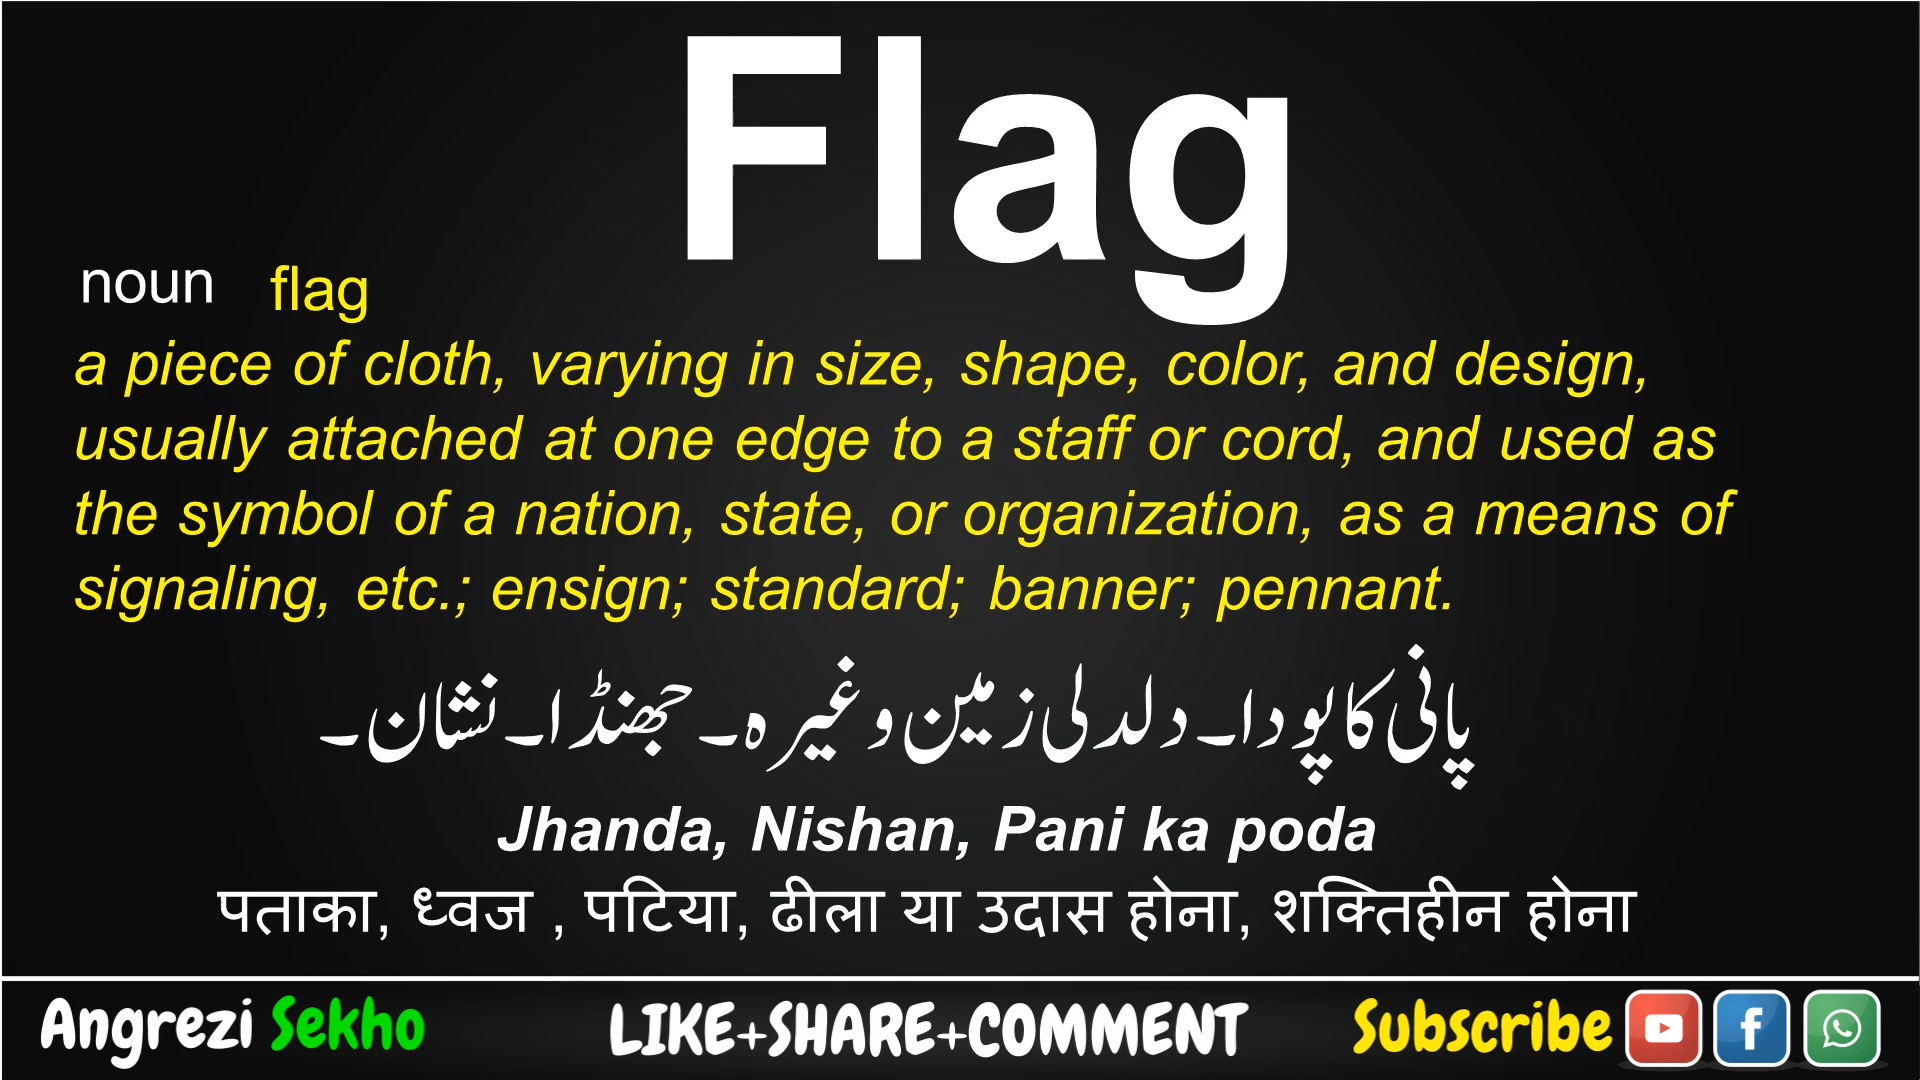 Flag
noun flag
a piece of cloth, varying in size, shape, color, and design,
usually attached at one edge to a staff or cord, and used as
the symbol of a nation, state, or organization, as a means of
signaling, etc.; ensign; standard; banner; pennant.
پانی کا پودا۔ دلدلی زمین وغیرہ۔ جھنڈا۔ نشان۔
Jhanda, Nishan, Pani ka poda
पताका, ध्वज , पटिया, ढीला या उदास होना, शक्तिहीन होना
Angrezi Sekho LIKE+SHARE+COMMENT Subscribe